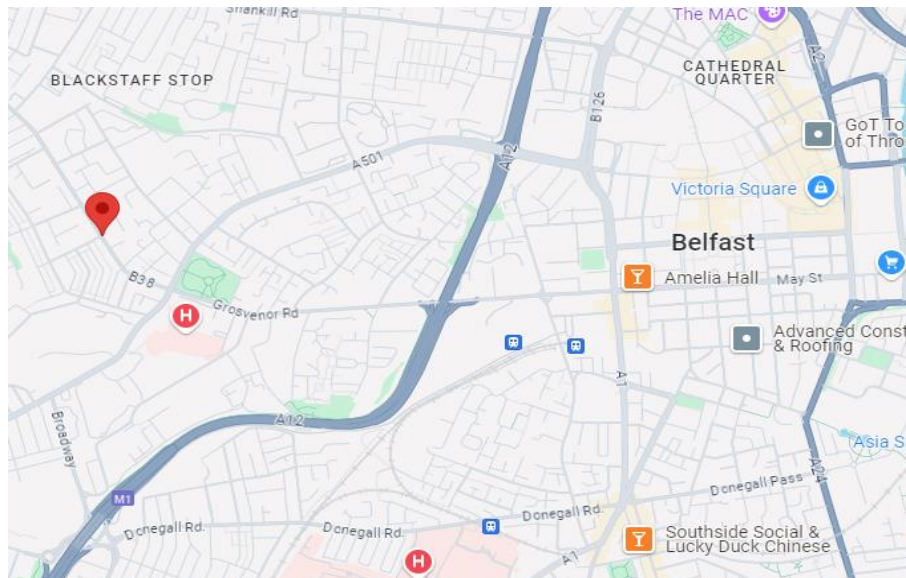 Shankill Rd
The MAC
A2
BLACKSTAFF STOP
CATHEDRAL
QUARTER
B126
GoT To
of Thro
A12
A501
Victoria Square
Belfast
B38
Amelia Hall
May St
Grosvenor Rd
H
Advanced Const
& Roofing
A1
A12
Broadway
Asia S
A24
M1
Donegall Pass
Donegall Rd.
Donegall Rd.
Donegall Rd.
Southside Social &
Lucky Duck Chinese
A1
H